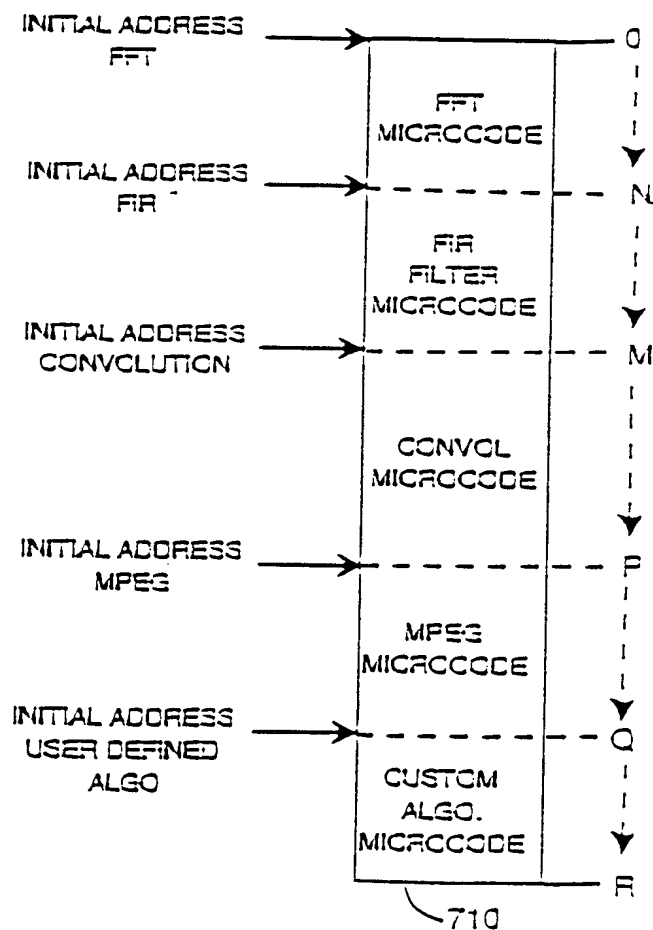 INITIAL ADDRESS
FFT
0
FFT
MICROCODE
INITIAL ADDRESS
FIR
N
FIR
FILTER
MICROCODE
INITIAL ADDRESS
CONVOLUTION
M
CONVOL
MICROCODE
INITIAL ADDRESS
MPEG
P
MPEG
MICROCODE
INITIAL ADDRESS
USER DEFINED
ALGO
Q
CUSTOM
ALGO.
MICROCODE
R
710